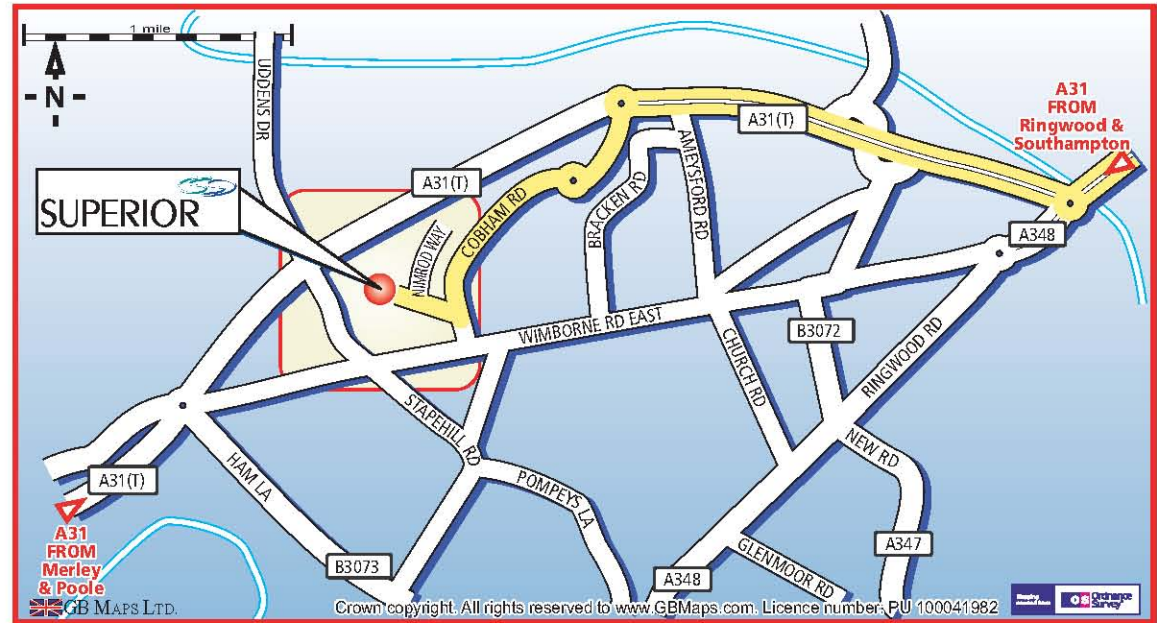 1 mile
N
UDDENS DR
A31
FROM
Ringwood &
Southampton
A31(T)
AMEYSFORD RD
BRACKEN RD
A31(T)
SUPERIOR
COBHAM RD
NIMROD WAY
A348
WIMBORNE RD EAST
B3072
CHURCH RD
RINGWOOD RD
STAPEHILL RD
HAM LA
POMPEYS LA
NEW RD
A31(T)
A31
FROM
Merley
& Poole
B3073
A348
GLENMOOR RD
A347
GB MAPS LTD.
Crown copyright. All rights reserved to www.GBMaps.com. Licence number: PU 100041982
OS Ordnance
Survey